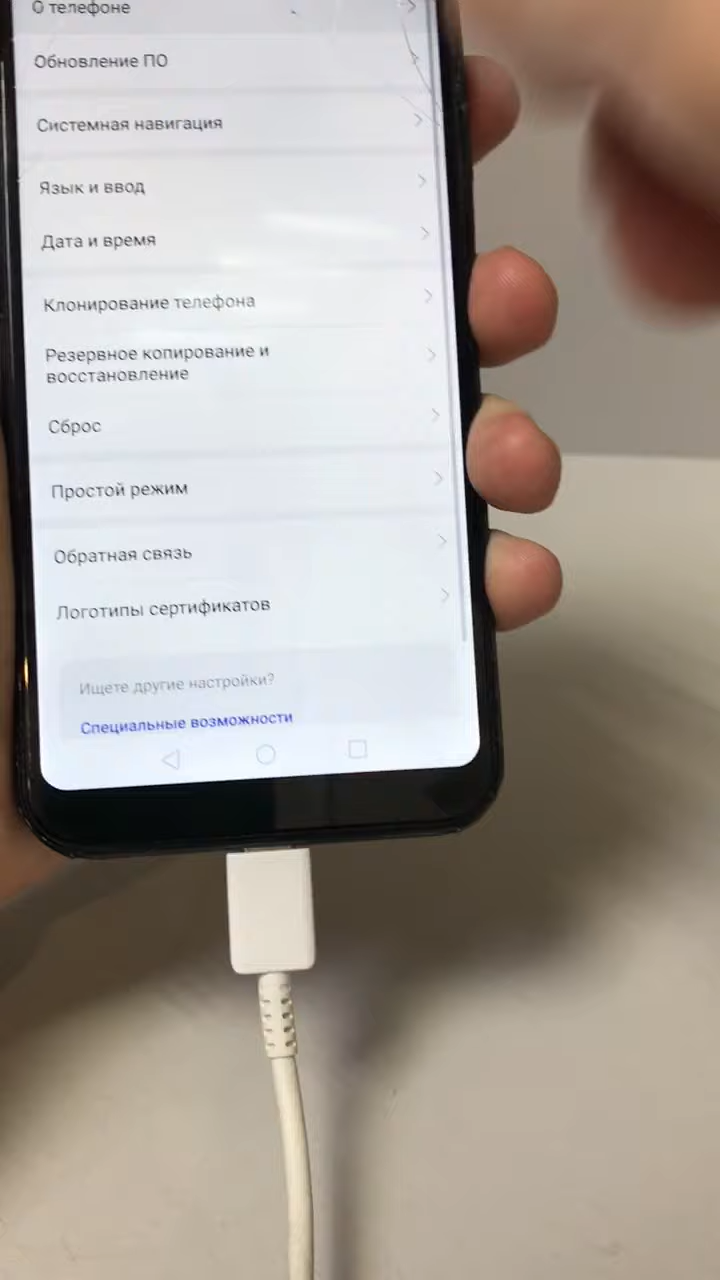 О телефоне
Обновление ПО
Системная навигация
Язык и ввод
Дата и время
Клонирование телефона
Резервное копирование и
восстановление
Сброс
Простой режим
Обратная связь
Логотипы сертификатов
Ищете другие настройки?
Специальные возможности